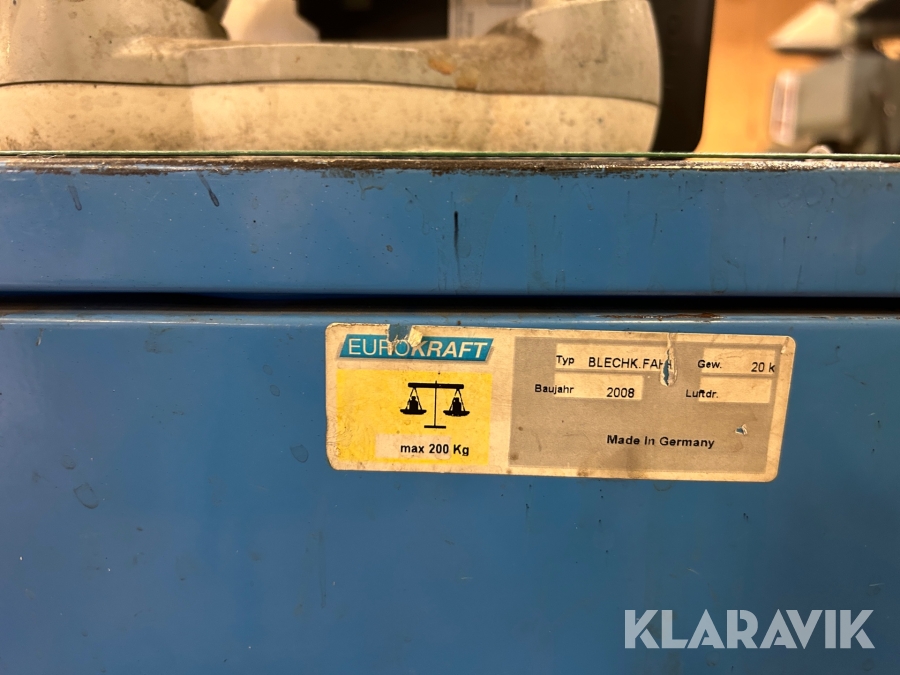 EUROKRAFT
max 200 Kg
Typ BLECHK.FAH Gew. 20 k
Baujahr 2008 Luftdr.
Made In Germany
KLARAVIK